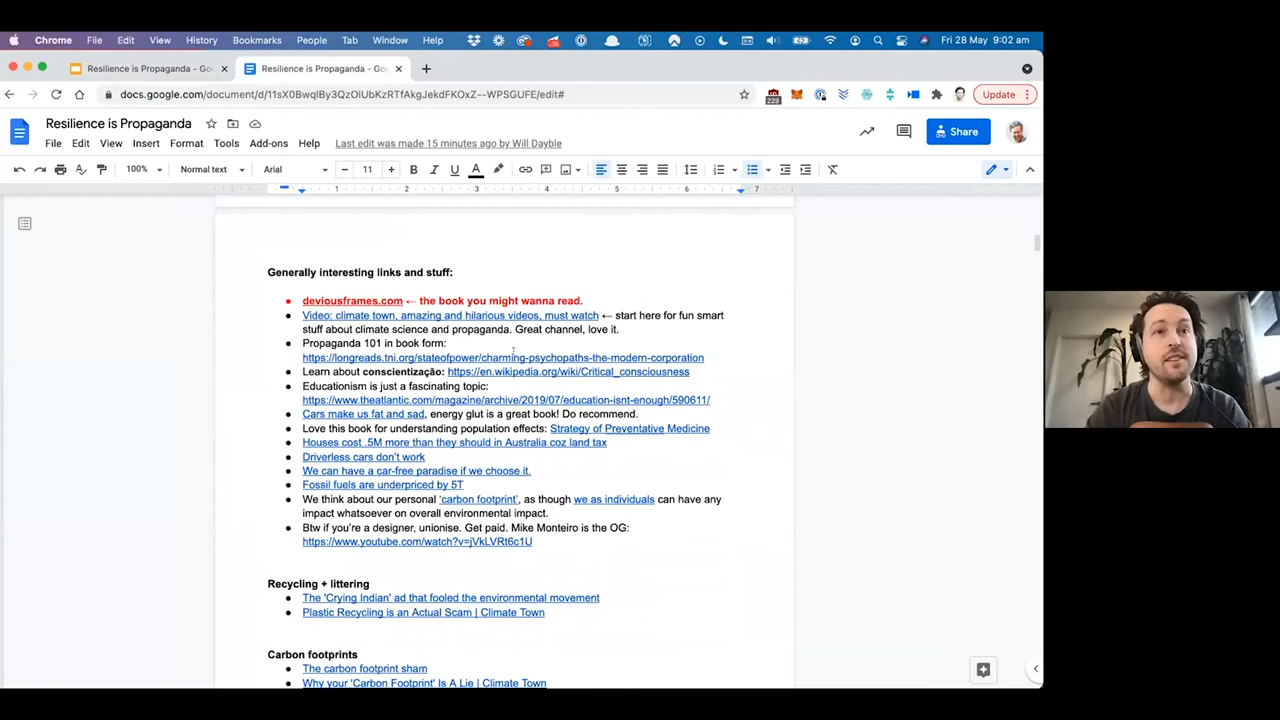 Chrome File Edit View History Bookmarks People Tab Window Help Fri 28 May 9:02 am
Resilience is Propaganda - Go Resilience is Propaganda - Go
docs.google.com/document/d/11sX0BwqIBy3QzOlUbKzRTfAkgJekdFKOxZ--WPSGUFE/edit# 229 Update
Resilience is Propaganda
Share
File Edit View Insert Format Tools Add-ons Help Last edit was made 15 minutes ago by Will Dayble
100% Normal text Arial 11 B I U A
1 2 3 4 5 6 7
Generally interesting links and stuff:
● deviousframes.com ← the book you might wanna read.
● Video: climate town, amazing and hilarious videos, must watch ← start here for fun smart
stuff about climate science and propaganda. Great channel, love it.
● Propaganda 101 in book form:
https://longreads.tni.org/stateofpower/charming-psychopaths-the-modern-corporation
● Learn about conscientização: https://en.wikipedia.org/wiki/Critical_consciousness
● Educationism is just a fascinating topic:
https://www.theatlantic.com/magazine/archive/2019/07/education-isnt-enough/590611/
● Cars make us fat and sad, energy glut is a great book! Do recommend.
● Love this book for understanding population effects: Strategy of Preventative Medicine
● Houses cost .5M more than they should in Australia coz land tax
● Driverless cars don't work
● We can have a car-free paradise if we choose it.
● Fossil fuels are underpriced by 5T
● We think about our personal 'carbon footprint', as though we as individuals can have any
impact whatsoever on overall environmental impact.
● Btw if you're a designer, unionise. Get paid. Mike Monteiro is the OG:
https://www.youtube.com/watch?v=jVkLVRt6c1U
Recycling + littering
● The 'Crying Indian' ad that fooled the environmental movement
● Plastic Recycling is an Actual Scam | Climate Town
Carbon footprints
● The carbon footprint sham
● Why your 'Carbon Footprint' Is A Lie | Climate Town